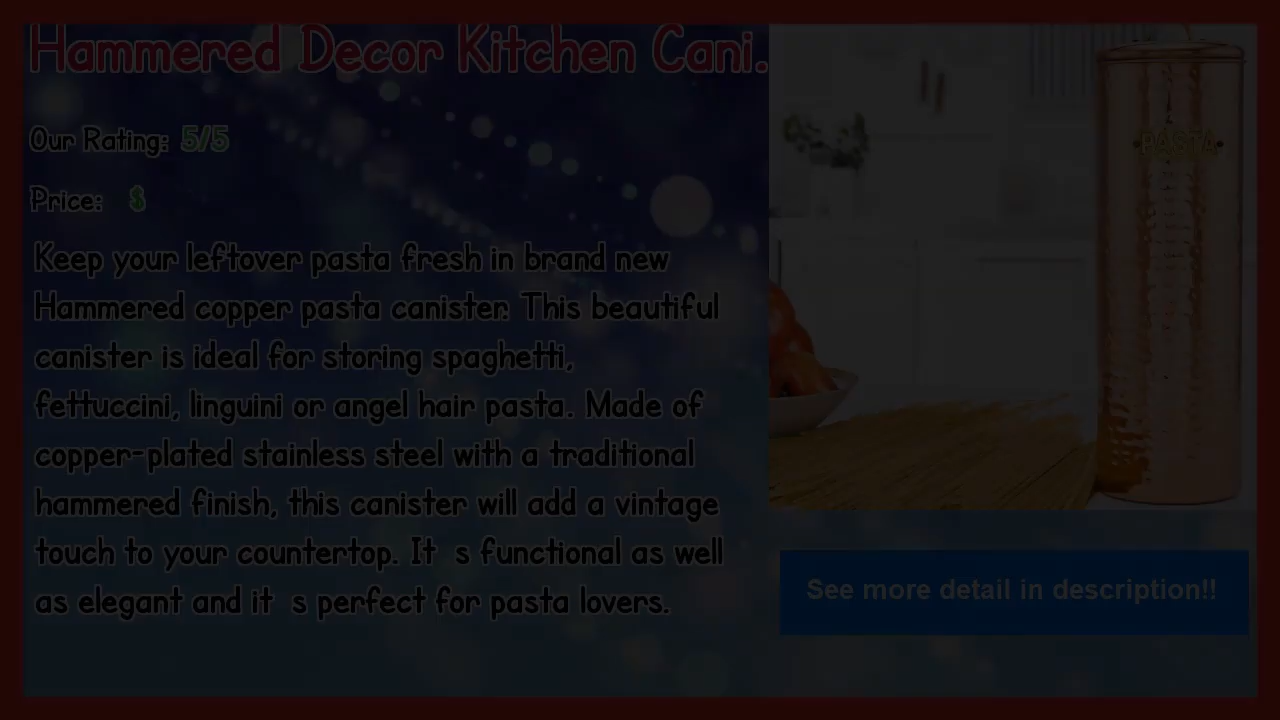 Hammered Decor Kitchen Cani.
Our Rating: 5/5
Price: $
PASTA
Keep your leftover pasta fresh in brand new
Hammered copper pasta canister. This beautiful
canister is ideal for storing spaghetti,
fettuccini, linguini or angel hair pasta. Made of
copper-plated stainless steel with a traditional
hammered finish, this canister will add a vintage
touch to your countertop. It s functional as well
as elegant and it s perfect for pasta lovers.
See more detail in description!!